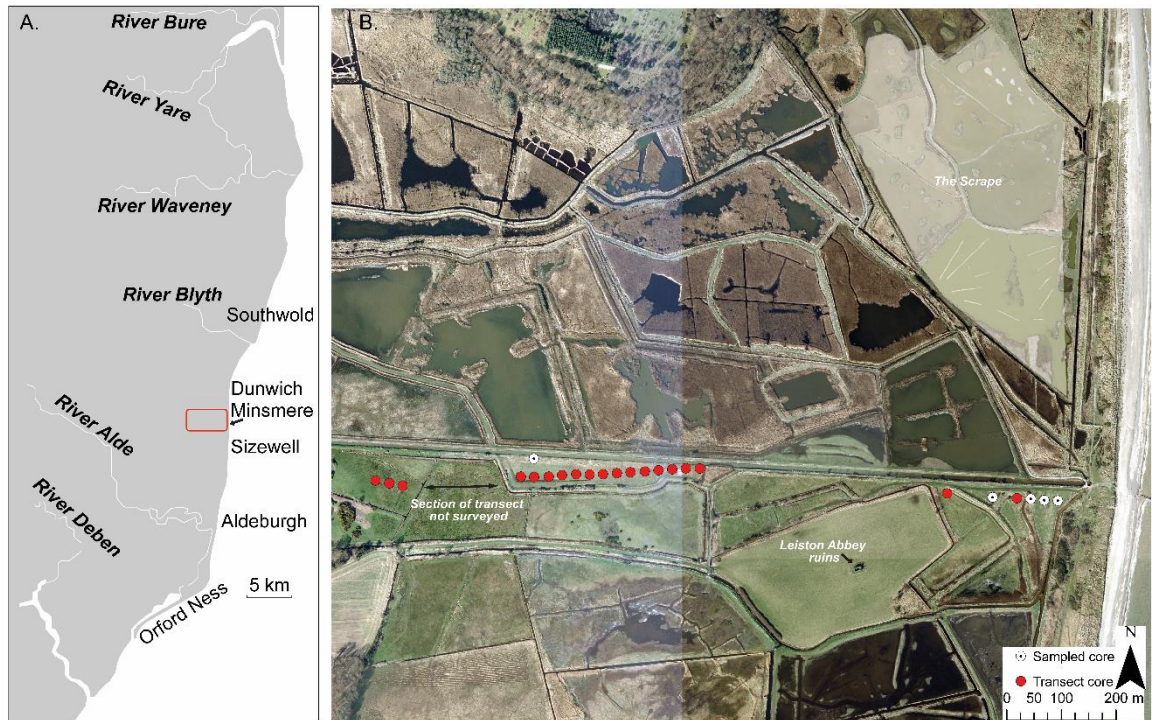 A.
River Bure
River Yare
River Waveney
River Blyth
Southwold
Dunwich
Minsmere
Sizewell
River Alde
River Deben
Aldeburgh
Orford Ness
5 km
B.
The Scrape
Section of transect
not surveyed
Leiston Abbey
ruins
N
Sampled core
Transect core
0 50 100 200 m